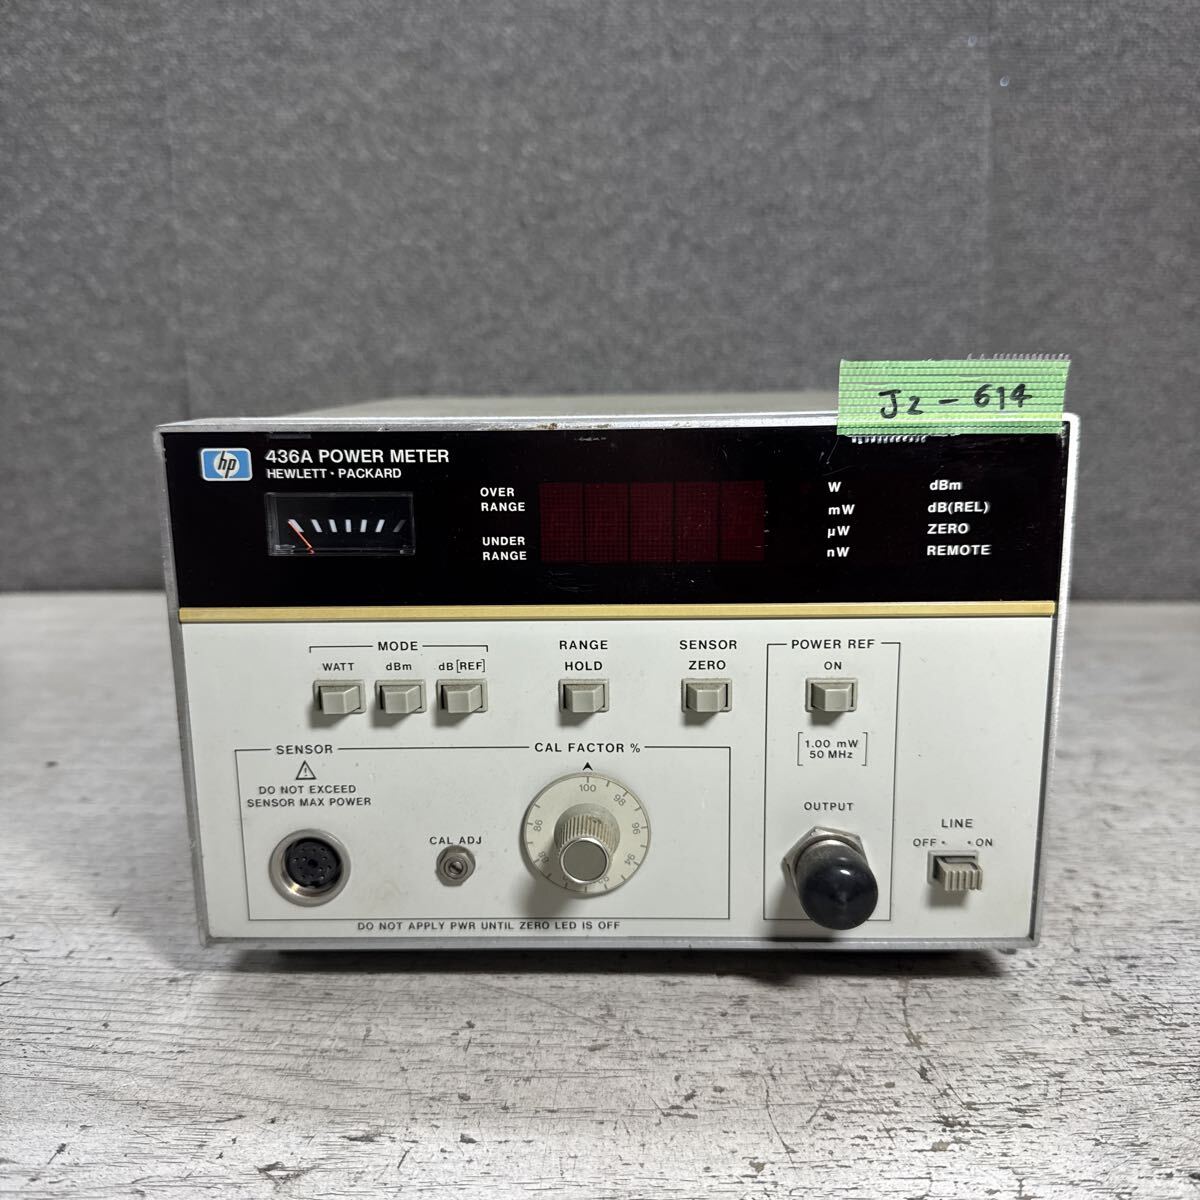 J2-614
hp
436A POWER METER
HEWLETT · PACKARD
OVER
RANGE
UNDER
RANGE
W
mW
µW
nW
dBm
dB(REL)
ZERO
REMOTE
MODE
WATT dBm dB[REF]
RANGE
HOLD
SENSOR
ZERO
POWER REF
ON
1.00 mW
50 MHz
OUTPUT
SENSOR
DO NOT EXCEED
SENSOR MAX POWER
CAL FACTOR %
100
98
96
94
92
88
86
CAL ADJ
LINE
OFF ON
DO NOT APPLY PWR UNTIL ZERO LED IS OFF